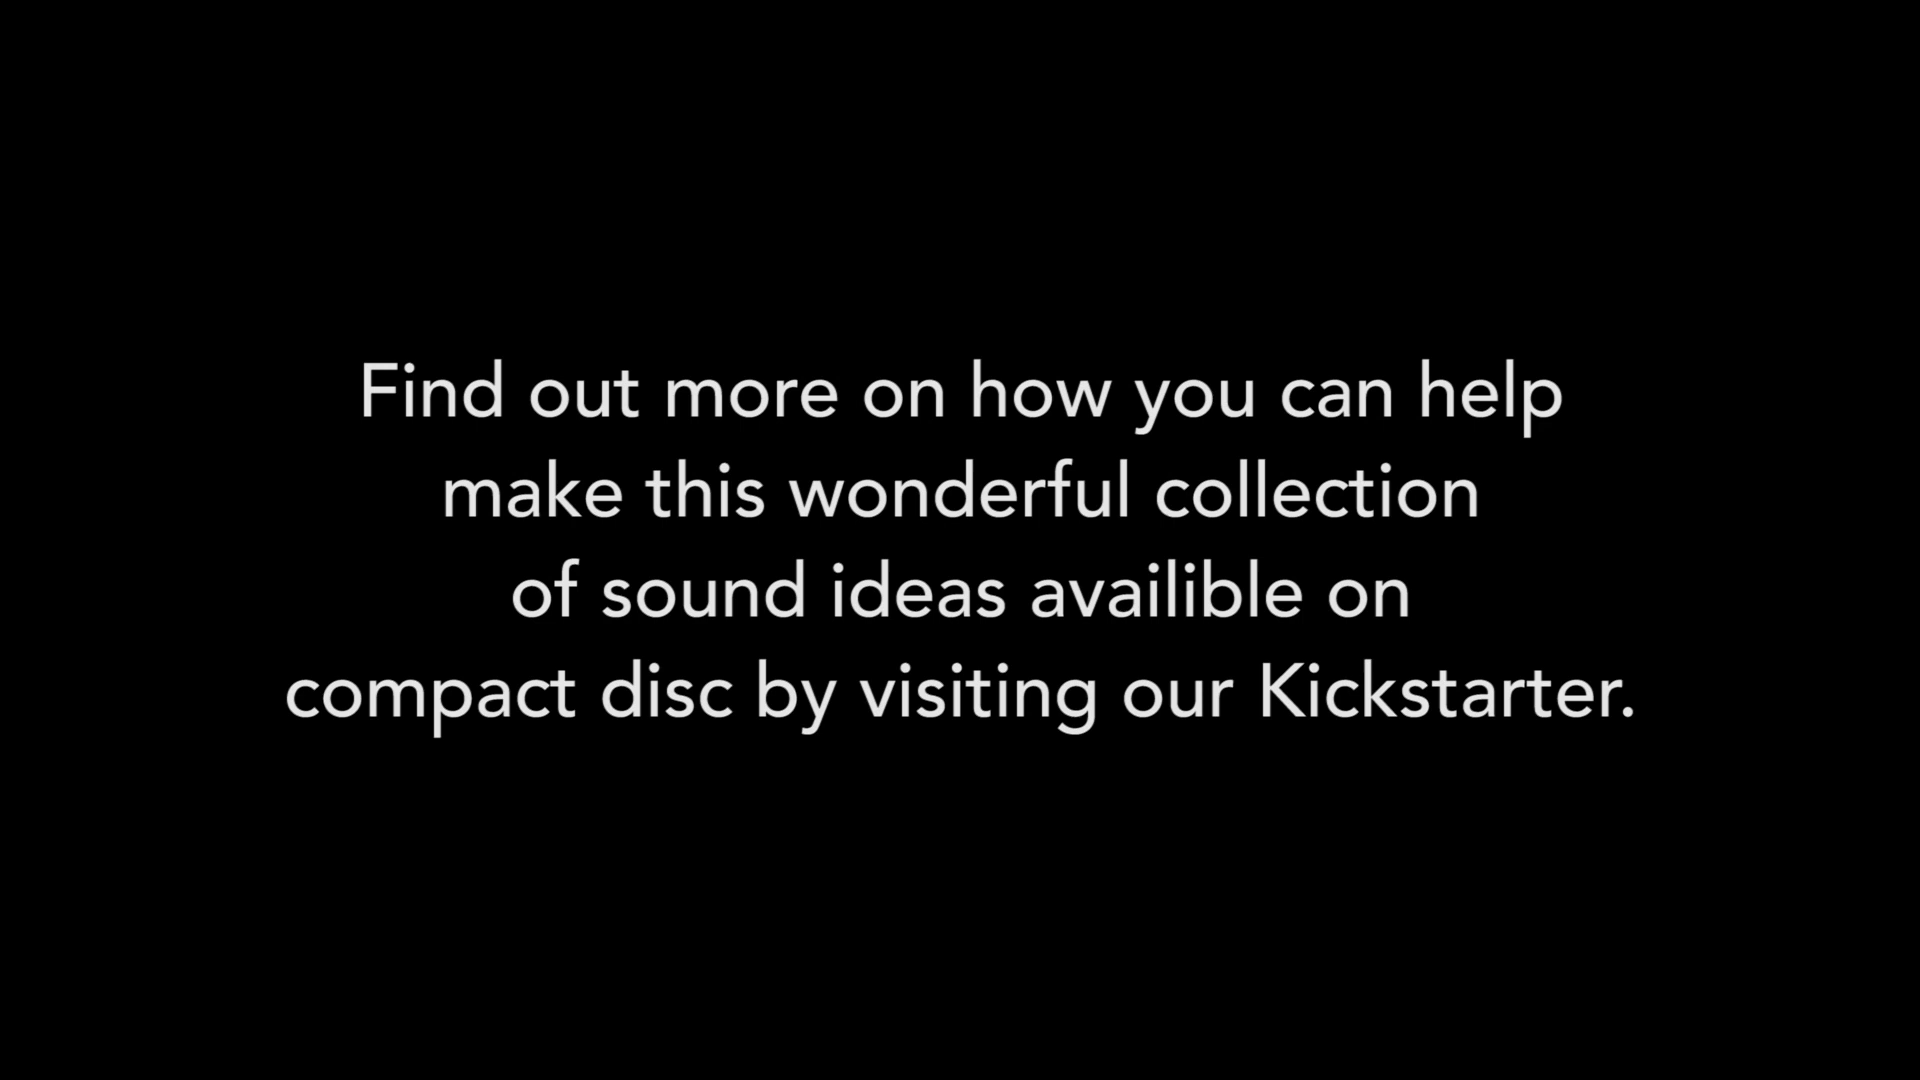 Find out more on how you can help
make this wonderful collection
of sound ideas availible on
compact disc by visiting our Kickstarter.